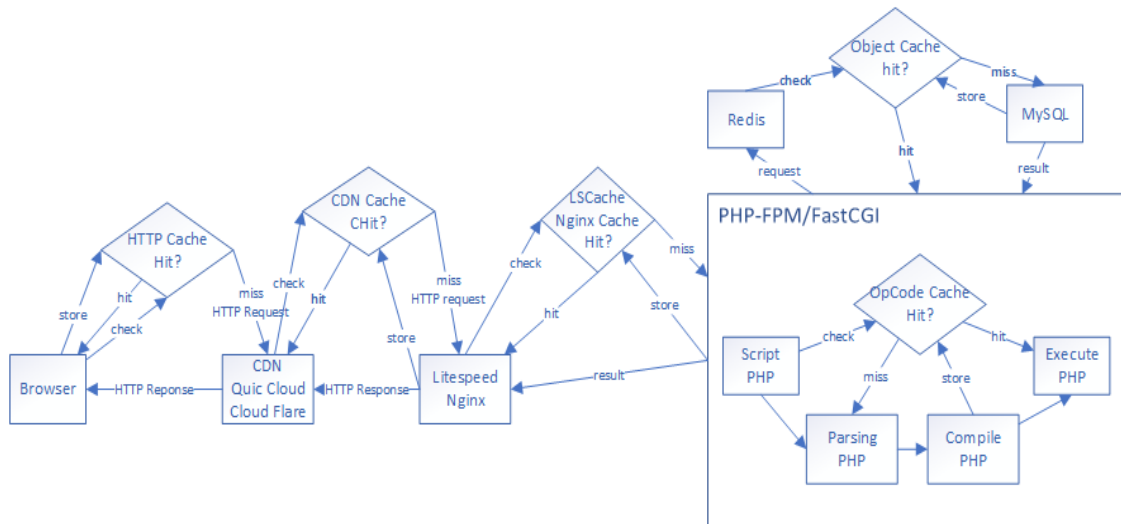 Object Cache
hit?
check
miss
store
Redis
MySQL
hit
request
result
PHP-FPM/FastCGI
LSCache
Nginx Cache
Hit?
miss
check
store
hit
CDN Cache
CHit?
check
hit
miss
HTTP request
store
HTTP Cache
Hit?
hit
store
check
miss
HTTP Request
Browser
HTTP Reponse
CDN
Quic Cloud
Cloud Flare
HTTP Response
Litespeed
Nginx
result
OpCode Cache
Hit?
check
hit
Script
PHP
Execute
PHP
miss
store
Parsing
PHP
Compile
PHP